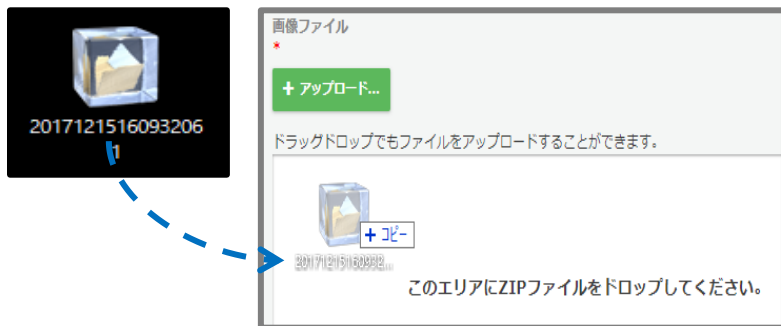 2017121516093206
1
画像ファイル
*
+ アップロード...
ドラッグドロップでもファイルをアップロードすることができます。
+ コピー
20171215160932...
このエリアにZIPファイルをドロップしてください。